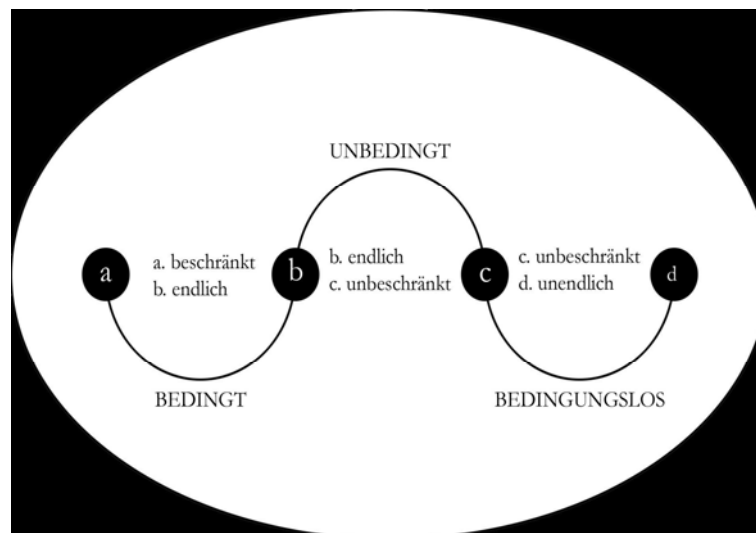 UNBEDINGT
a
a. beschränkt
b. endlich
b
b. endlich
c. unbeschränkt
c
c. unbeschränkt
d. unendlich
d
BEDINGT
BEDINGUNGSLOS